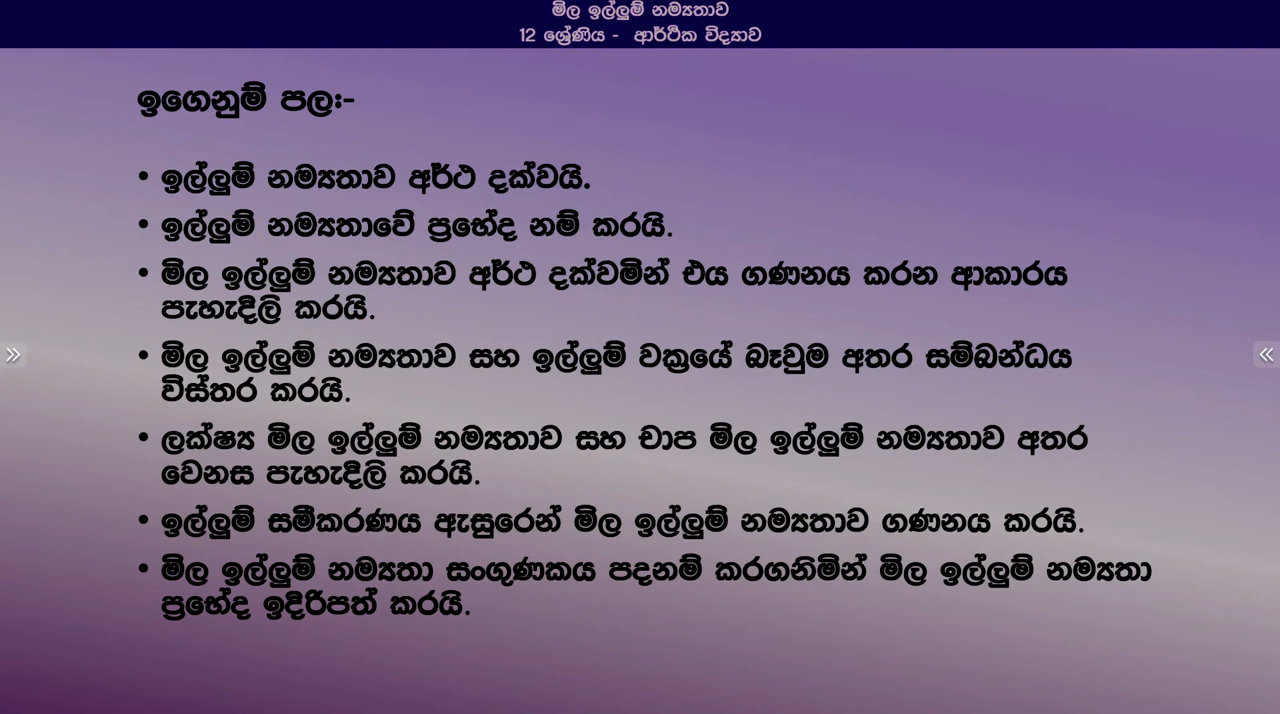 මිල ඉල්ලුම් නම්‍යතාව
12 ශ්‍රේණිය - ආර්ථික විද්‍යාව
ඉගෙනුම් පල:-
• ඉල්ලුම් නම්‍යතාව අර්ථ දක්වයි.
• ඉල්ලුම් නම්‍යතාවේ ප්‍රභේද නම් කරයි.
• මිල ඉල්ලුම් නම්‍යතාව අර්ථ දක්වමින් එය ගණනය කරන ආකාරය
පැහැදිලි කරයි.
• මිල ඉල්ලුම් නම්‍යතාව සහ ඉල්ලුම් වක්‍රයේ බෑවුම අතර සම්බන්ධය
විස්තර කරයි.
• ලක්ෂ්‍ය මිල ඉල්ලුම් නම්‍යතාව සහ චාප මිල ඉල්ලුම් නම්‍යතාව අතර
වෙනස පැහැදිලි කරයි.
• ඉල්ලුම් සමීකරණය ඇසුරෙන් මිල ඉල්ලුම් නම්‍යතාව ගණනය කරයි.
• මිල ඉල්ලුම් නම්‍යතා සංගුණකය පදනම් කරගනිමින් මිල ඉල්ලුම් නම්‍යතා
ප්‍රභේද ඉදිරිපත් කරයි.